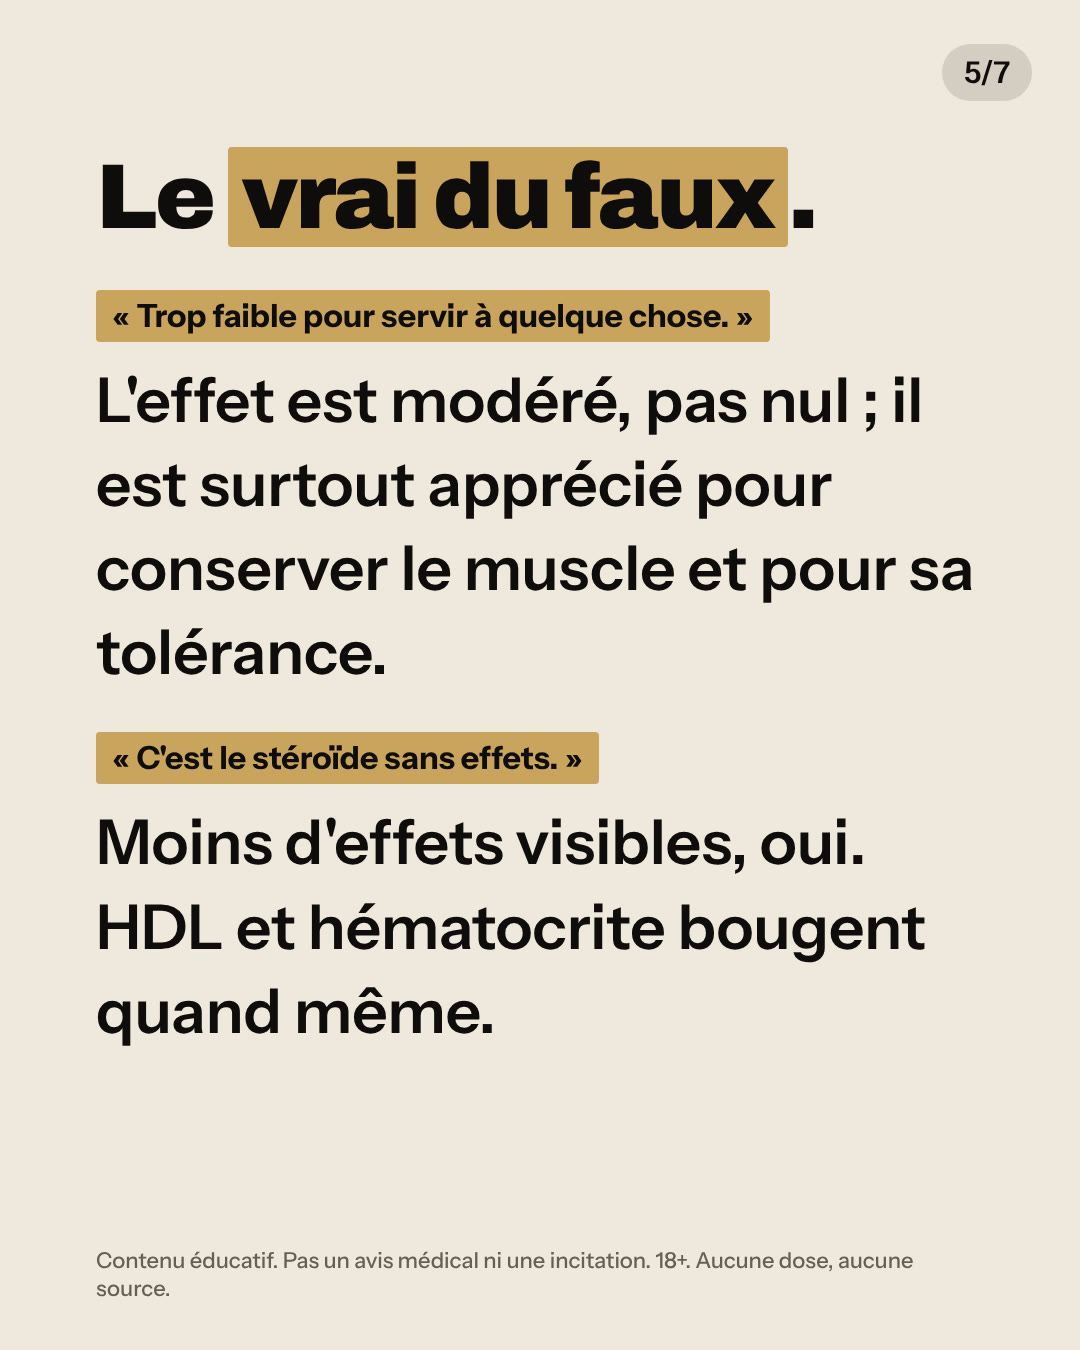 5/7
Le vrai du faux.
« Trop faible pour servir à quelque chose. »
L'effet est modéré, pas nul ; il
est surtout apprécié pour
conserver le muscle et pour sa
tolérance.
« C'est le stéroïde sans effets. »
Moins d'effets visibles, oui.
HDL et hématocrite bougent
quand même.
Contenu éducatif. Pas un avis médical ni une incitation. 18+. Aucune dose, aucune
source.